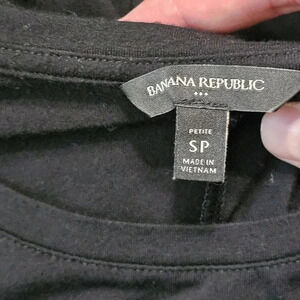 BANANA REPUBLIC
PETITE
SP
MADE IN
VIETNAM